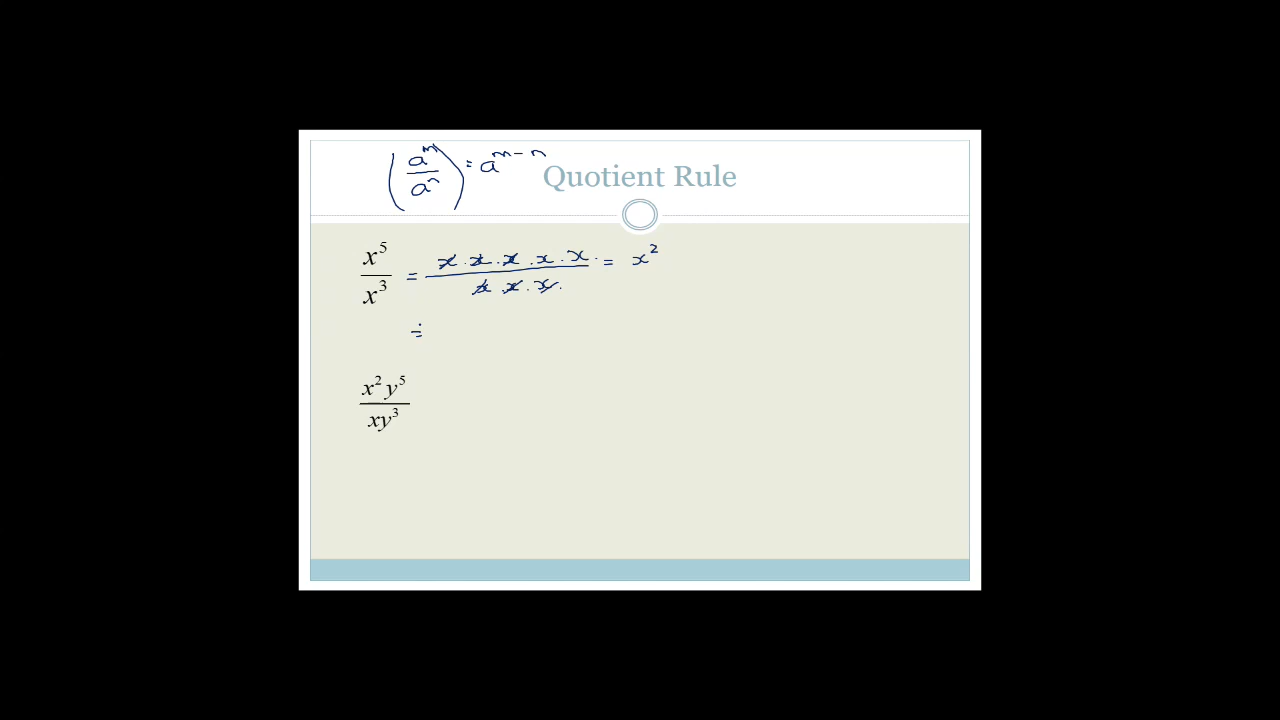 (a^m/a^n) = a^{m-n}
Quotient Rule
x^5/x^3 = x.x.x.x.x./x.x.x. = x^2
=
x^2y^5/xy^3